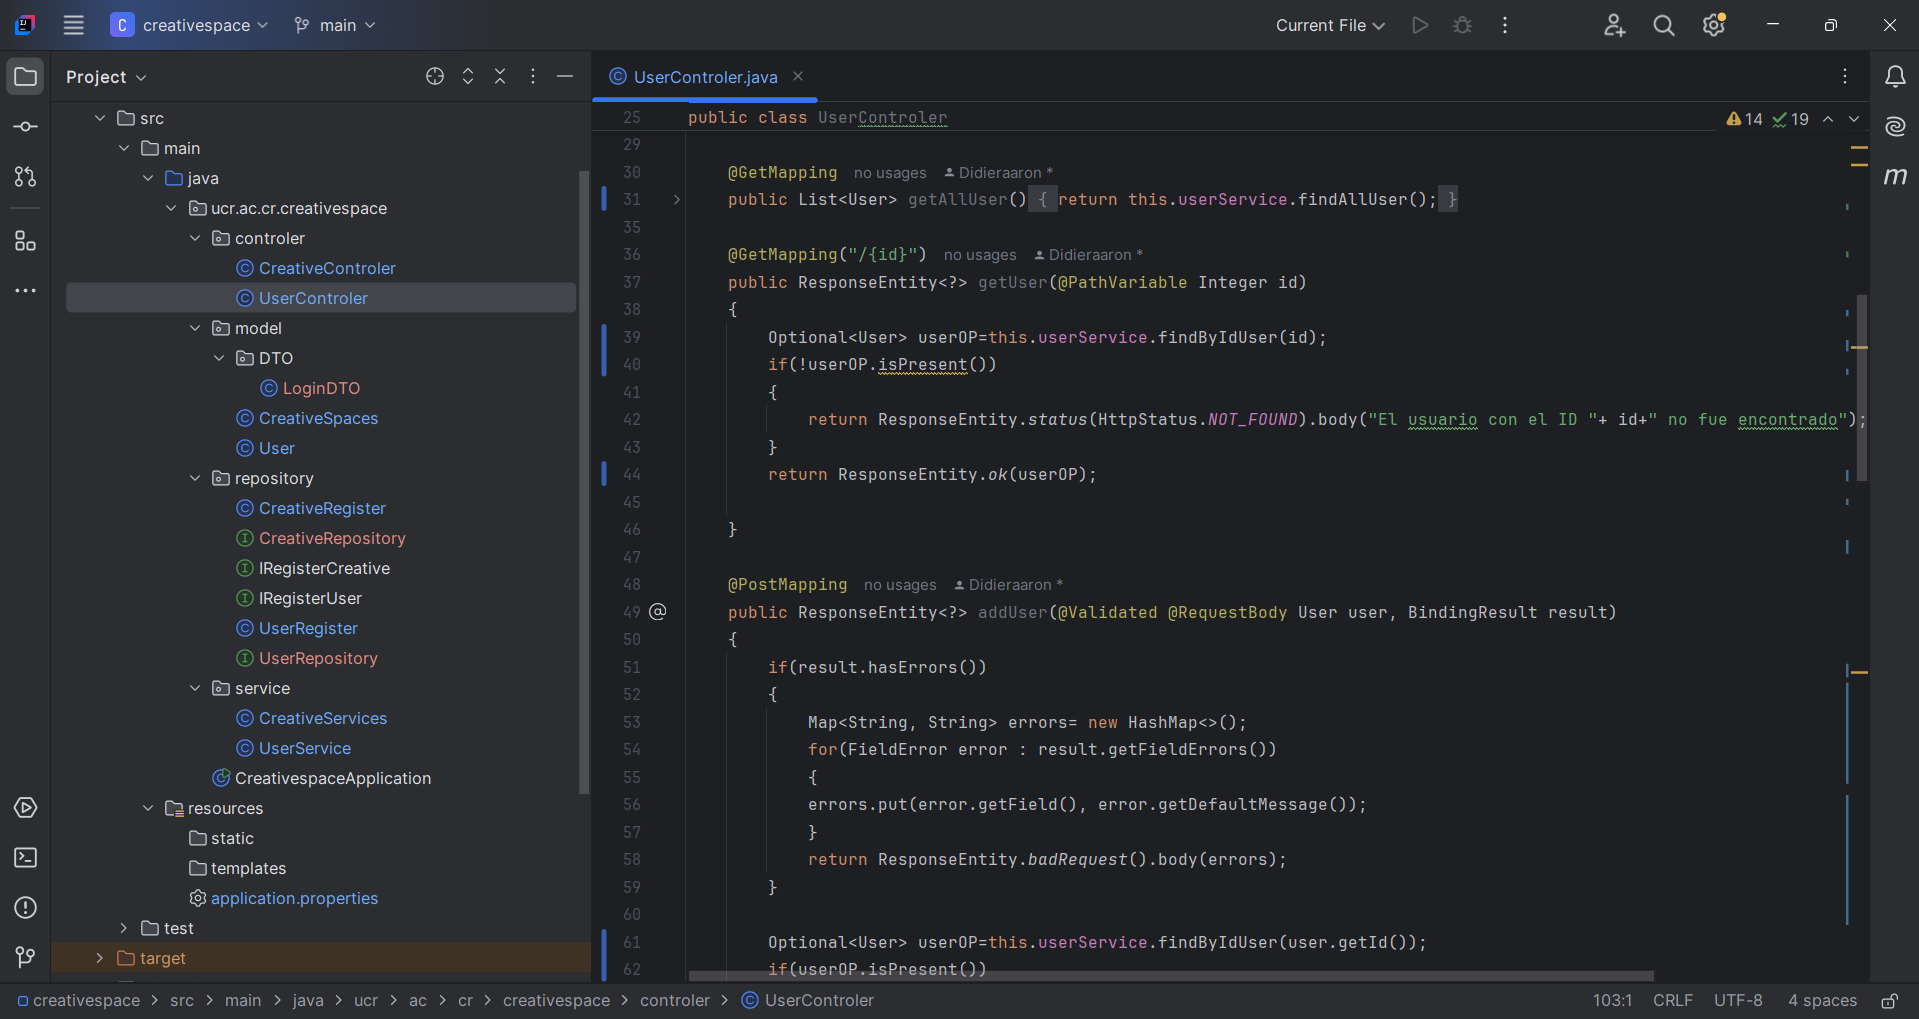 creativespace main Current File
Project
UserControler.java
src
main
java
ucr.ac.cr.creativespace
controler
CreativeControler
UserControler
model
DTO
LoginDTO
CreativeSpaces
User
repository
CreativeRegister
CreativeRepository
IRegisterCreative
IRegisterUser
UserRegister
UserRepository
service
CreativeServices
UserService
CreativespaceApplication
resources
static
templates
application.properties
test
target
25 public class UserControler
14 19
29
30 @GetMapping no usages Didieraaron *
31 public List<User> getAllUser() { return this.userService.findAllUser(); }
35
36 @GetMapping("/{id}") no usages Didieraaron *
37 public ResponseEntity<?> getUser(@PathVariable Integer id)
38 {
39 Optional<User> userOP=this.userService.findByIdUser(id);
40 if(!userOP.isPresent())
41 {
42 return ResponseEntity.status(HttpStatus.NOT_FOUND).body("El usuario con el ID "+ id+" no fue encontrado");
43 }
44 return ResponseEntity.ok(userOP);
45
46 }
47
48 @PostMapping no usages Didieraaron *
49 public ResponseEntity<?> addUser(@Validated @RequestBody User user, BindingResult result)
50 {
51 if(result.hasErrors())
52 {
53 Map<String, String> errors= new HashMap<>();
54 for(FieldError error : result.getFieldErrors())
55 {
56 errors.put(error.getField(), error.getDefaultMessage());
57 }
58 return ResponseEntity.badRequest().body(errors);
59 }
60
61 Optional<User> userOP=this.userService.findByIdUser(user.getId());
62 if(userOP.isPresent())
creativespace > src > main > java > ucr > ac > cr > creativespace > controler > UserControler
103:1 CRLF UTF-8 4 spaces